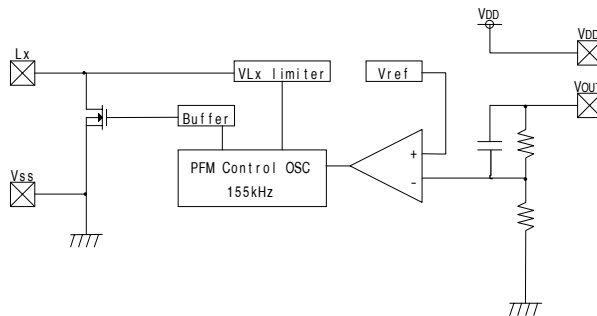 VDD
Lx
VDD
VLx limiter
Vref
VOUT
Buffer
+
PFM Control OSC
155kHz
-
Vss